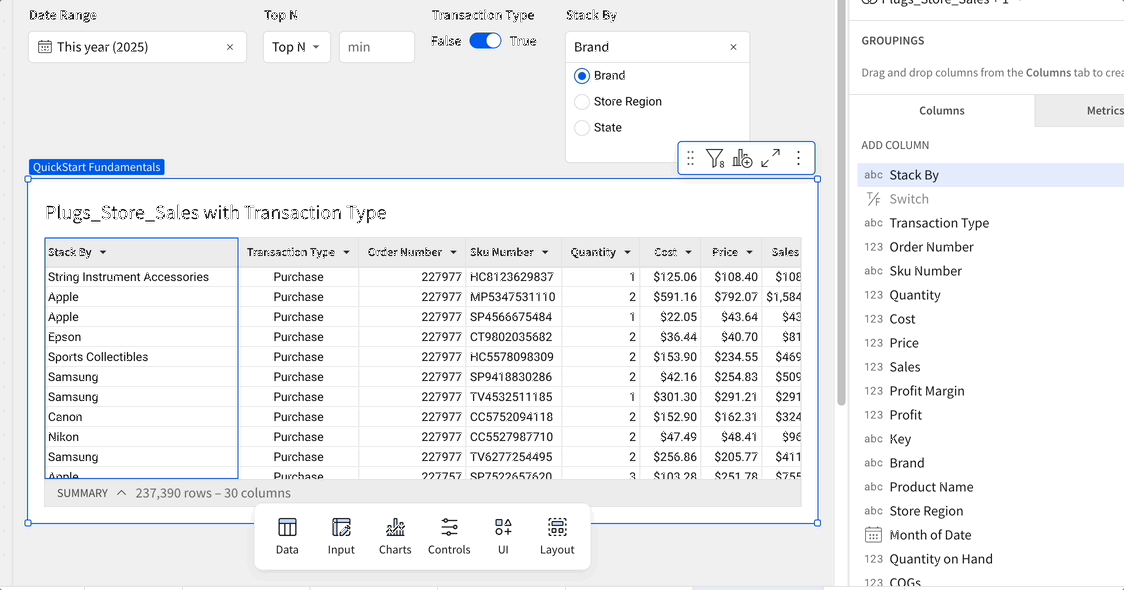 Date Range
Top N
Transaction Type
Stack By
This year (2025)
Top N
min
False
True
Brand
Brand
Store Region
State
QuickStart Fundamentals
8
Plugs_Store_Sales with Transaction Type
Stack By Transaction Type Order Number Sku Number Quantity Cost Price Sales
String Instrument Accessories Purchase 227977 HC8123629837 1 $125.06 $108.40 $108
Apple Purchase 227977 MP5347531110 2 $591.16 $792.07 $1,584
Apple Purchase 227977 SP4566675484 1 $22.05 $43.64 $43
Epson Purchase 227977 CT9802035682 2 $36.44 $40.70 $81
Sports Collectibles Purchase 227977 HC5578098309 2 $153.90 $234.55 $469
Samsung Purchase 227977 SP9418830286 2 $42.16 $254.83 $509
Samsung Purchase 227977 TV4532511185 1 $301.30 $291.21 $291
Canon Purchase 227977 CC5752094118 2 $152.90 $162.31 $324
Nikon Purchase 227977 CC5527987710 2 $47.49 $48.41 $96
Samsung Purchase 227977 TV6277254495 2 $256.86 $205.77 $411
Apple Purchase 227757 SP7522657620 3 $103.28 $251.78 $755
SUMMARY 237,390 rows – 30 columns
Data
Input
Charts
Controls
UI
Layout
Plugs_Store_Sales + 1
GROUPINGS
Drag and drop columns from the Columns tab to crea
Columns
Metrics
ADD COLUMN
abc Stack By
Switch
abc Transaction Type
123 Order Number
abc Sku Number
123 Quantity
123 Cost
123 Price
123 Sales
123 Profit Margin
123 Profit
abc Key
abc Brand
abc Product Name
abc Store Region
Month of Date
123 Quantity on Hand
123 COGs